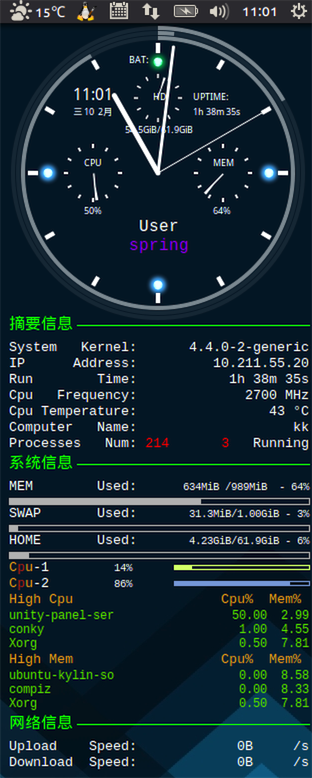 15℃ 11:01
BAT:
11:01 HD UPTIME:
三 10 2月 1h 38m 35s
CPU MEM
50% 64%
User
spring
摘要信息
System Kernel: 4.4.0-2-generic
IP Address: 10.211.55.20
Run Time: 1h 38m 35s
Cpu Frequency: 2700 MHz
Cpu Temperature: 43 ℃
Computer Name: kk
Processes Num: 214 3 Running
系统信息
MEM Used: 634MiB /989MiB - 64%
SWAP Used: 31.3MiB/1.00GiB - 3%
HOME Used: 4.23GiB/61.9GiB - 6%
Cpu-1 14%
Cpu-2 86%
High Cpu Cpu% Mem%
unity-panel-ser 50.00 2.99
conky 1.00 4.55
Xorg 0.50 7.81
High Mem Cpu% Mem%
ubuntu-kylin-so 0.00 8.58
compiz 0.00 8.33
Xorg 0.50 7.81
网络信息
Upload Speed: 0B /s
Download Speed: 0B /s